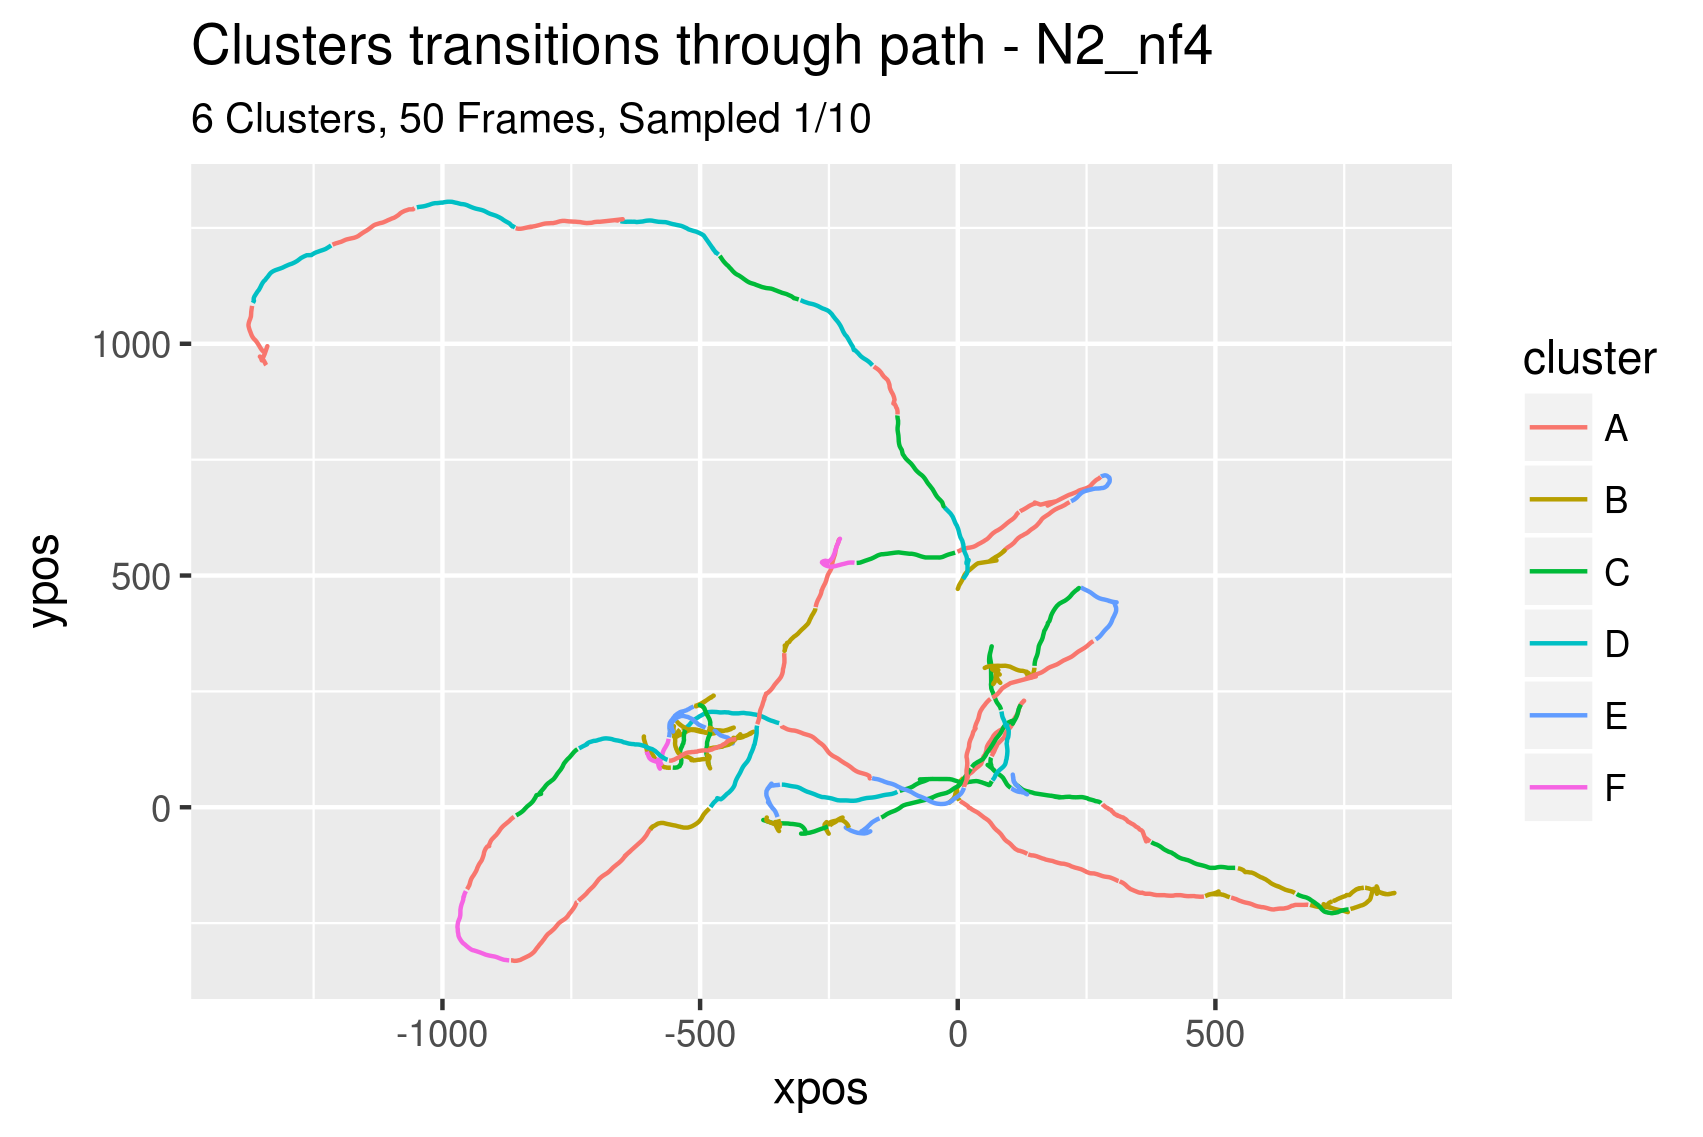 Clusters transitions through path - N2_nf4
6 Clusters, 50 Frames, Sampled 1/10
1000
500
0
ypos
-1000
-500
0
500
xpos
cluster
A
B
C
D
E
F